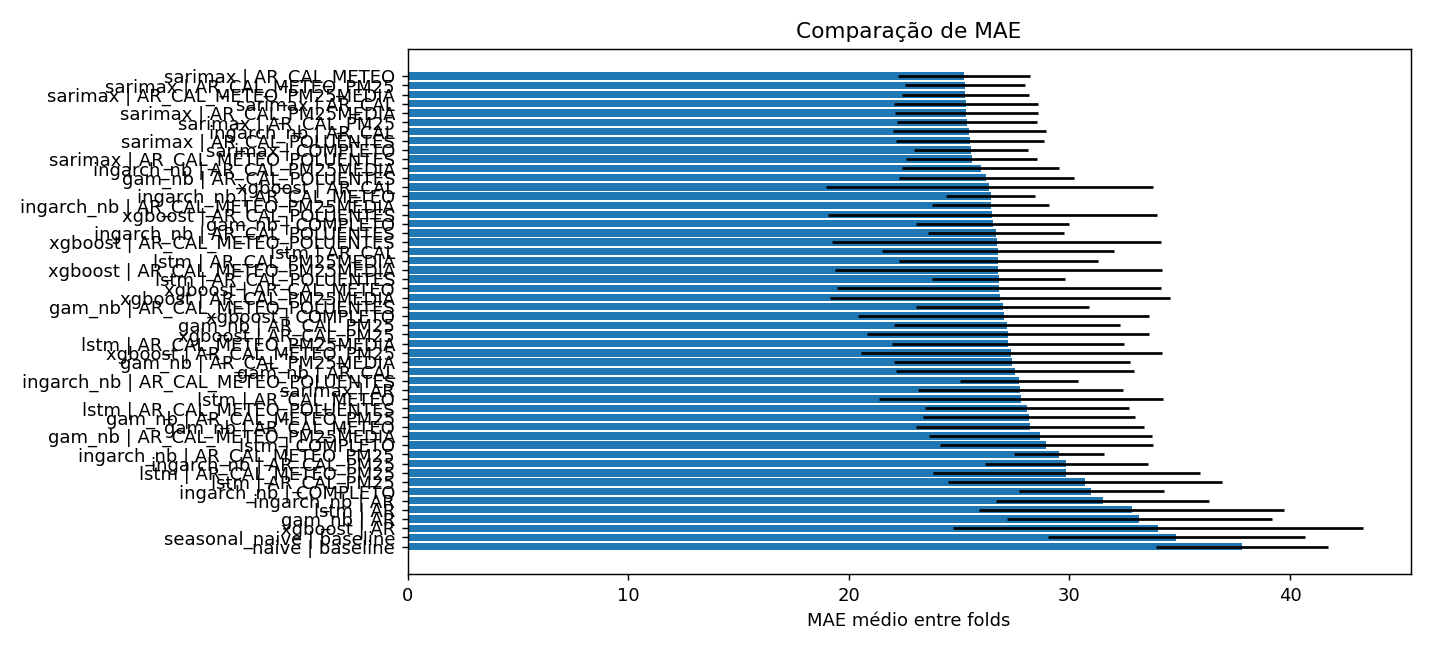 Comparação de MAE
sarimax | AR_CAL_METEO
sarimax | AR_CAL_METEO_PM25
sarimax | AR_CAL_METEO_PM25MEDIA
sarimax | AR_CAL
sarimax | AR_CAL_PM25MEDIA
sarimax | AR_CAL_PM25
ingarch_nb | AR_CAL
sarimax | AR_CAL_POLUENTES
sarimax | COMPLETO
sarimax | AR_CAL_METEO_POLUENTES
ingarch_nb | AR_CAL_PM25MEDIA
gam_nb | AR_CAL_POLUENTES
xgboost | AR_CAL
ingarch_nb | AR_CAL_METEO
ingarch_nb | AR_CAL_METEO_PM25MEDIA
xgboost | AR_CAL_POLUENTES
gam_nb | COMPLETO
ingarch_nb | AR_CAL_POLUENTES
xgboost | AR_CAL_METEO_POLUENTES
lstm | AR_CAL
lstm | AR_CAL_PM25MEDIA
xgboost | AR_CAL_METEO_PM25MEDIA
lstm | AR_CAL_POLUENTES
xgboost | AR_CAL_METEO
xgboost | AR_CAL_PM25MEDIA
gam_nb | AR_CAL_METEO_POLUENTES
xgboost | COMPLETO
gam_nb | AR_CAL_PM25
xgboost | AR_CAL_PM25
lstm | AR_CAL_METEO_PM25MEDIA
xgboost | AR_CAL_METEO_PM25
gam_nb | AR_CAL_PM25MEDIA
gam_nb | AR_CAL
ingarch_nb | AR_CAL_METEO_POLUENTES
sarimax | AR
lstm | AR_CAL_METEO
lstm | AR_CAL_METEO_POLUENTES
gam_nb | AR_CAL_METEO_PM25
gam_nb | AR_CAL_METEO
gam_nb | AR_CAL_METEO_PM25MEDIA
lstm | COMPLETO
ingarch_nb | AR_CAL_METEO_PM25
ingarch_nb | AR_CAL_PM25
lstm | AR_CAL_METEO_PM25
lstm | AR_CAL_PM25
ingarch_nb | COMPLETO
ingarch_nb | AR
lstm | AR
gam_nb | AR
xgboost | AR
seasonal_naive | baseline
naive | baseline
0 10 20 30 40
MAE médio entre folds